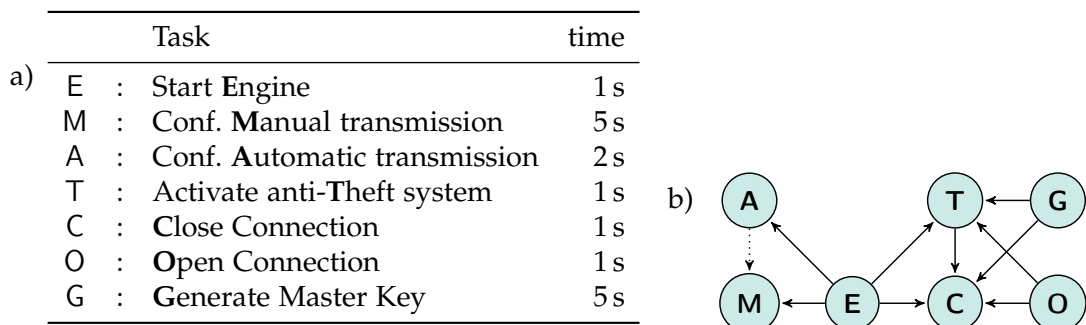 Task time
a)
E : Start Engine 1 s
M : Conf. Manual transmission 5 s
A : Conf. Automatic transmission 2 s
T : Activate anti-Theft system 1 s
C : Close Connection 1 s
O : Open Connection 1 s
G : Generate Master Key 5 s
b)
A T G
M E C O